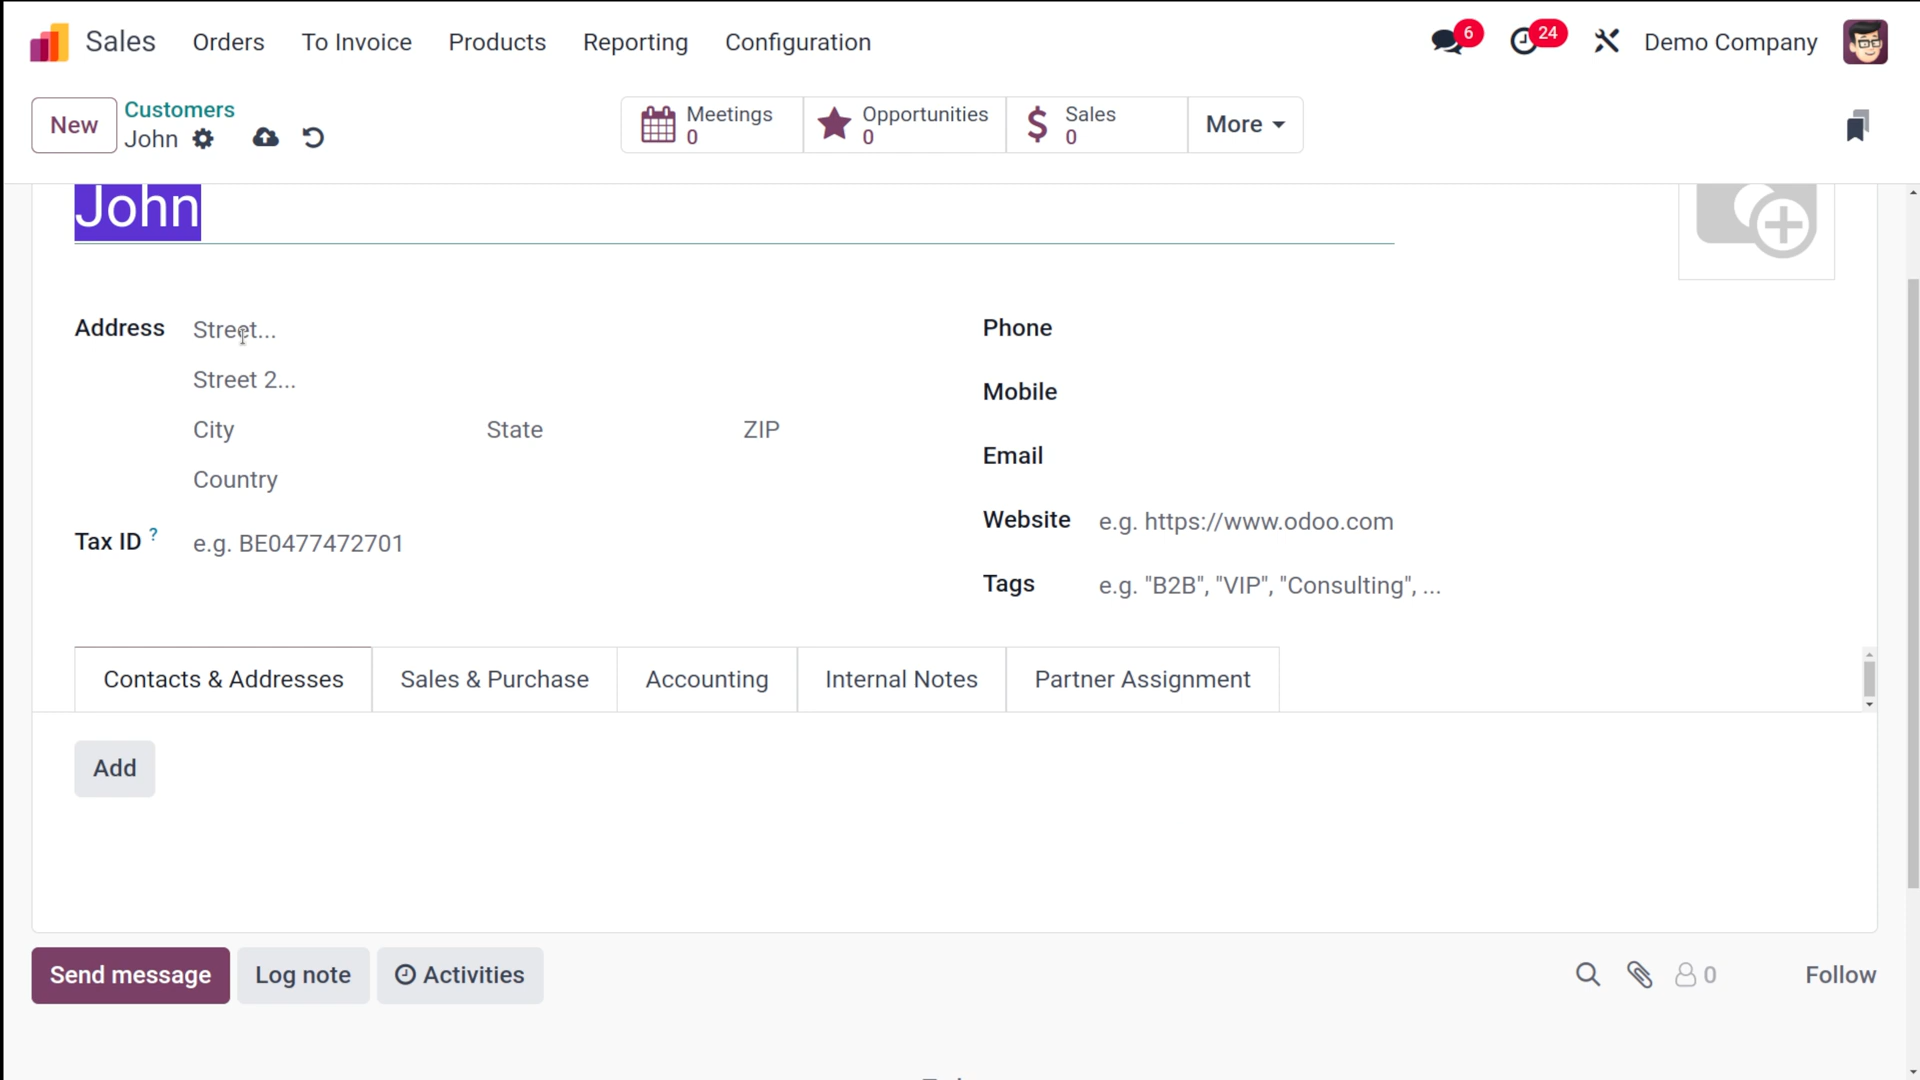 Sales Orders To Invoice Products Reporting Configuration 6 24 Demo Company
New Customers Meetings Opportunities Sales More
John 0 0 0
John
Address Street... Phone
Street 2... Mobile
City State ZIP Email
Country
Website e.g. https://www.odoo.com
Tax ID ? e.g. BE0477472701
Tags e.g. "B2B", "VIP", "Consulting", ...
Contacts & Addresses Sales & Purchase Accounting Internal Notes Partner Assignment
Add
Send message Log note Activities 0 Follow